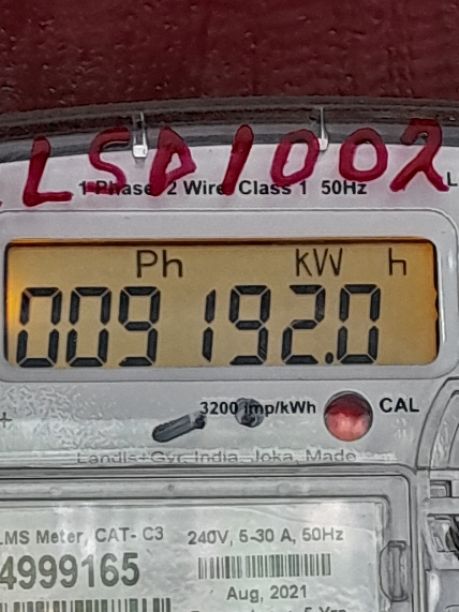 LSD1002
1 Phase 2 Wire Class 1 50Hz
Ph kW h
009192.0
3200 imp/kWh CAL
Landis+Gyr, India, Joka, Made
LMS Meter, CAT- C3 240V, 5-30 A, 50Hz
4999165
Aug, 2021